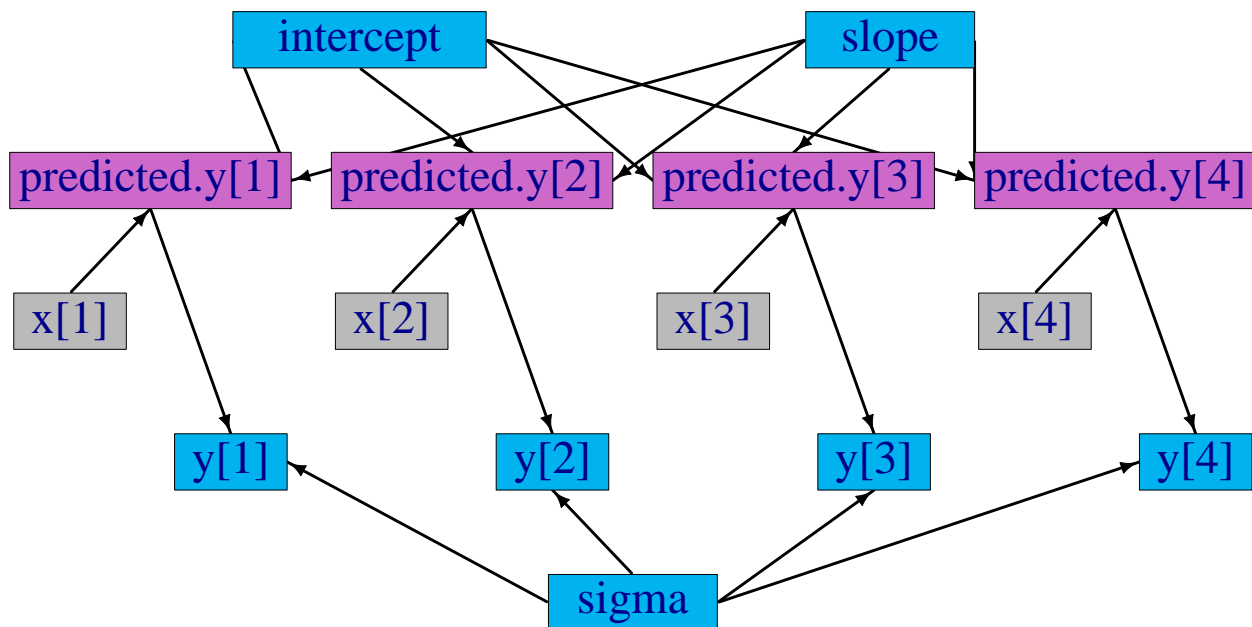 intercept
slope
predicted.y[1]
predicted.y[2]
predicted.y[3]
predicted.y[4]
x[1]
x[2]
x[3]
x[4]
y[1]
y[2]
y[3]
y[4]
sigma